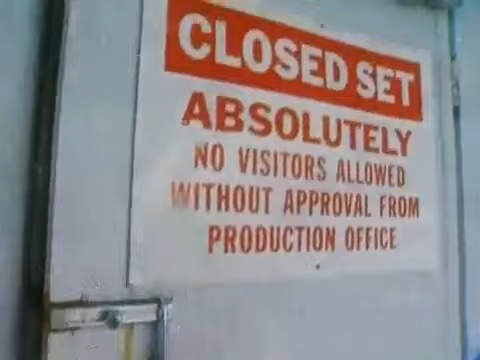 CLOSED SET
ABSOLUTELY
NO VISITORS ALLOWED
WITHOUT APPROVAL FROM
PRODUCTION OFFICE